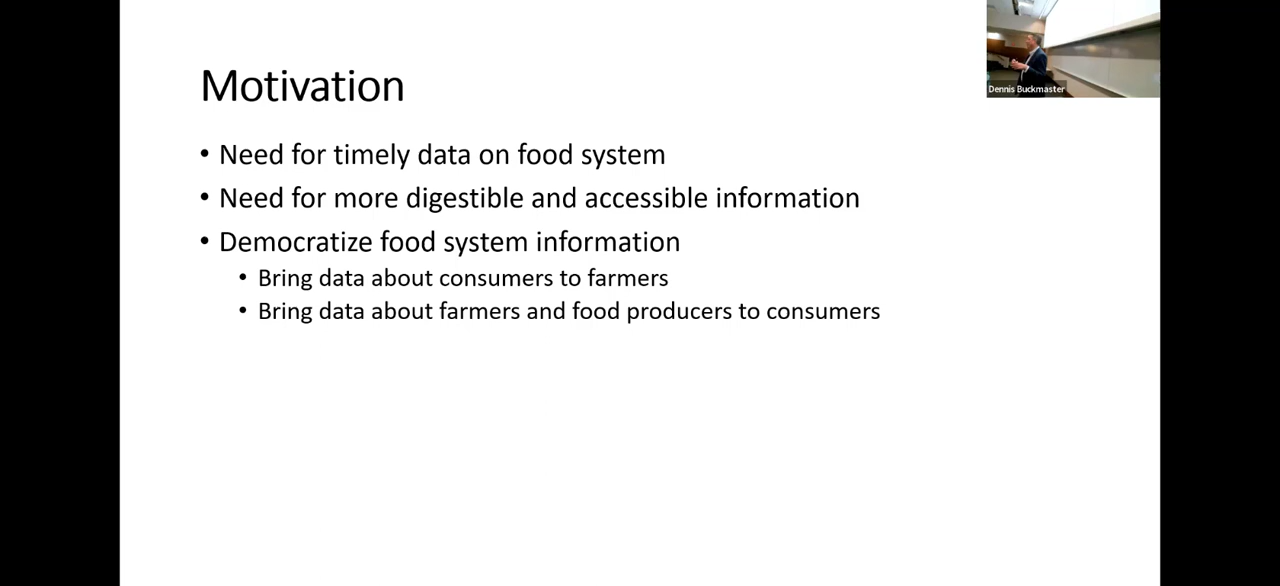 Motivation
• Need for timely data on food system
• Need for more digestible and accessible information
• Democratize food system information
• Bring data about consumers to farmers
• Bring data about farmers and food producers to consumers
Dennis Buckmaster